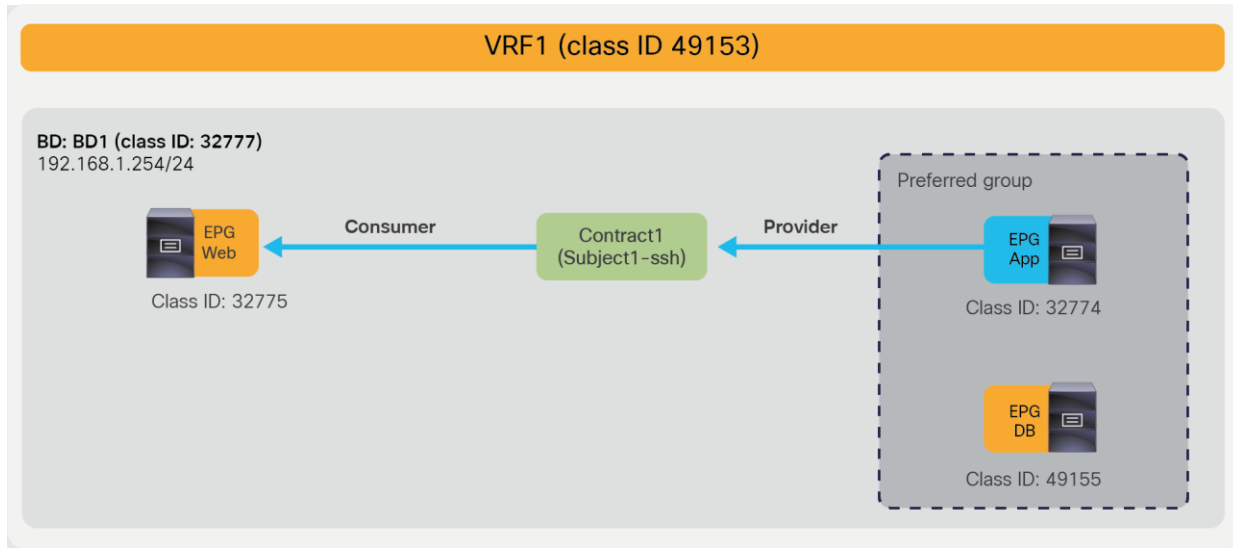 VRF1 (class ID 49153)
BD: BD1 (class ID: 32777)
192.168.1.254/24
Preferred group
EPG
Web
Consumer
Contract1
(Subject1-ssh)
Provider
EPG
App
Class ID: 32775
Class ID: 32774
EPG
DB
Class ID: 49155